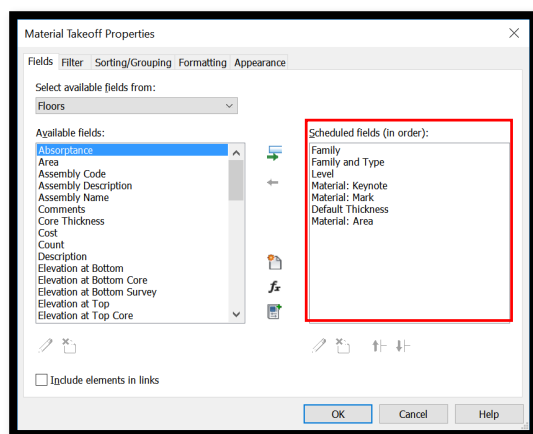 Material Takeoff Properties
Fields Filter Sorting/Grouping Formatting Appearance
Select available fields from:
Floors
Available fields:
Absorptance
Area
Assembly Code
Assembly Description
Assembly Name
Comments
Core Thickness
Cost
Count
Description
Elevation at Bottom
Elevation at Bottom Core
Elevation at Bottom Survey
Elevation at Top
Elevation at Top Core
fx
Scheduled fields (in order):
Family
Family and Type
Level
Material: Keynote
Material: Mark
Default Thickness
Material: Area
Include elements in links
OK Cancel Help